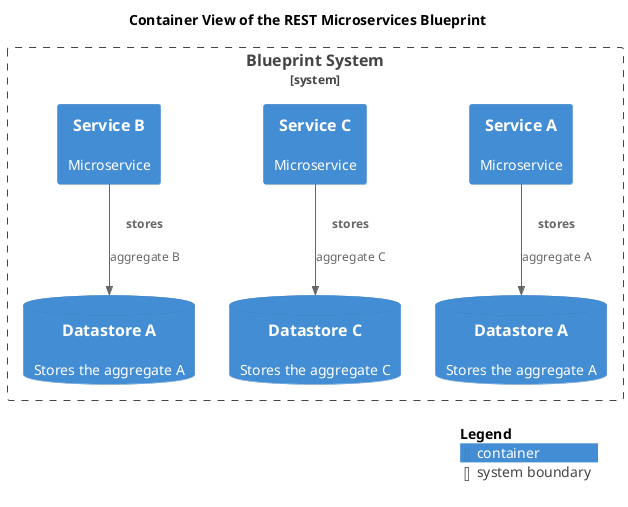 Container View of the REST Microservices Blueprint
Blueprint System
[system]
Service B
Microservice
Service C
Microservice
Service A
Microservice
stores
aggregate B
stores
aggregate C
stores
aggregate A
Datastore A
Stores the aggregate A
Datastore C
Stores the aggregate C
Datastore A
Stores the aggregate A
Legend
container
system boundary